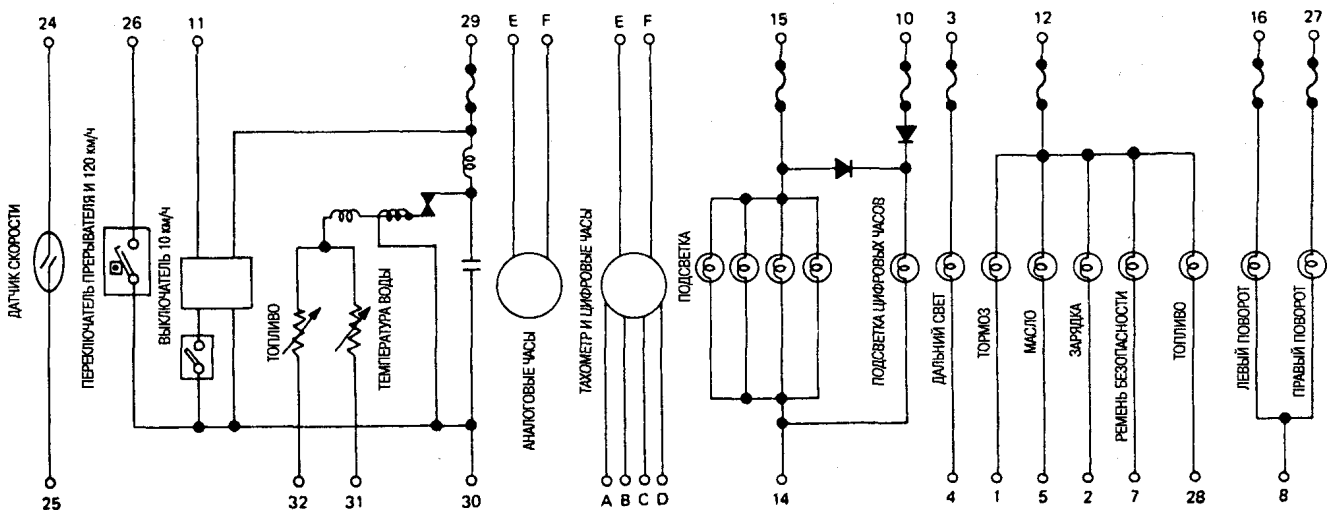 24
26
11
29
E
F
E
F
15
10
3
12
16
27
ДАТЧИК СКОРОСТИ
ПЕРЕКЛЮЧАТЕЛЬ ПРЕРЫВАТЕЛЯ И 120 км/ч
ВЫКЛЮЧАТЕЛЬ 10 км/ч
ТОПЛИВО
ТЕМПЕРАТУРА ВОДЫ
АНАЛОГОВЫЕ ЧАСЫ
ТАХОМЕТР И ЦИФРОВЫЕ ЧАСЫ
ПОДСВЕТКА
ПОДСВЕТКА ЦИФРОВЫХ ЧАСОВ
ДАЛЬНИЙ СВЕТ
ТОРМОЗ
МАСЛО
ЗАРЯДКА
РЕМЕНЬ БЕЗОПАСНОСТИ
ТОПЛИВО
ЛЕВЫЙ ПОВОРОТ
ПРАВЫЙ ПОВОРОТ
25
32
31
30
A
B
C
D
14
4
1
5
2
7
28
8